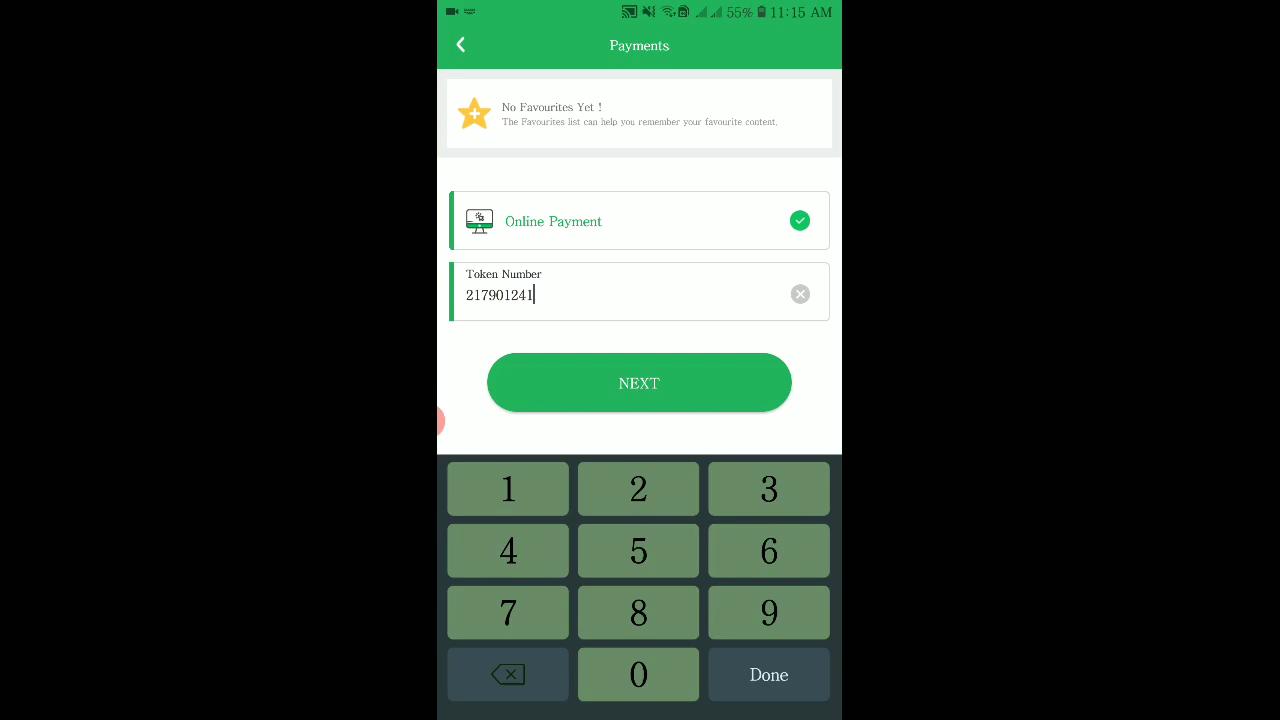 55% 11:15 AM
Payments
No Favourites Yet !
The Favourites list can help you remember your favourite content.
Online Payment
Token Number
217901241
NEXT
1 2 3
4 5 6
7 8 9
0 Done